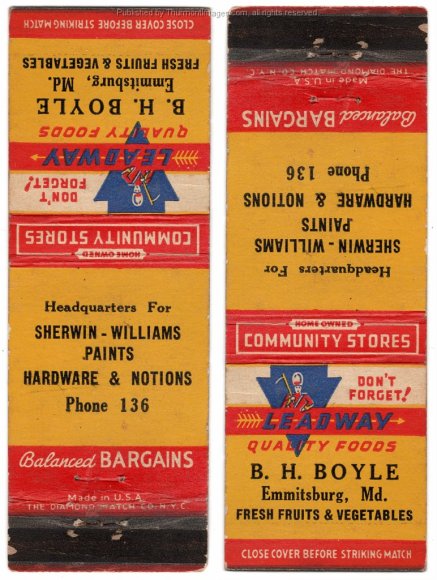 Published by ThurmontImages.com, all rights reserved
CLOSE COVER BEFORE STRIKING MATCH
FRESH FRUITS & VEGETABLES
Emmitsburg, Md.
B. H. BOYLE
QUALITY FOODS
LEADWAY
DON'T
FORGET!
COMMUNITY STORES
HOME OWNED
Headquarters For
SHERWIN - WILLIAMS
PAINTS
HARDWARE & NOTIONS
Phone 136
Balanced BARGAINS
Made in U.S.A.
THE DIAMOND MATCH CO. N.Y.C.
Made in U.S.A.
THE DIAMOND MATCH CO. N.Y.C.
Balanced BARGAINS
Phone 136
HARDWARE & NOTIONS
PAINTS
SHERWIN - WILLIAMS
Headquarters For
HOME OWNED
COMMUNITY STORES
DON'T
FORGET!
LEADWAY
QUALITY FOODS
B. H. BOYLE
Emmitsburg, Md.
FRESH FRUITS & VEGETABLES
CLOSE COVER BEFORE STRIKING MATCH